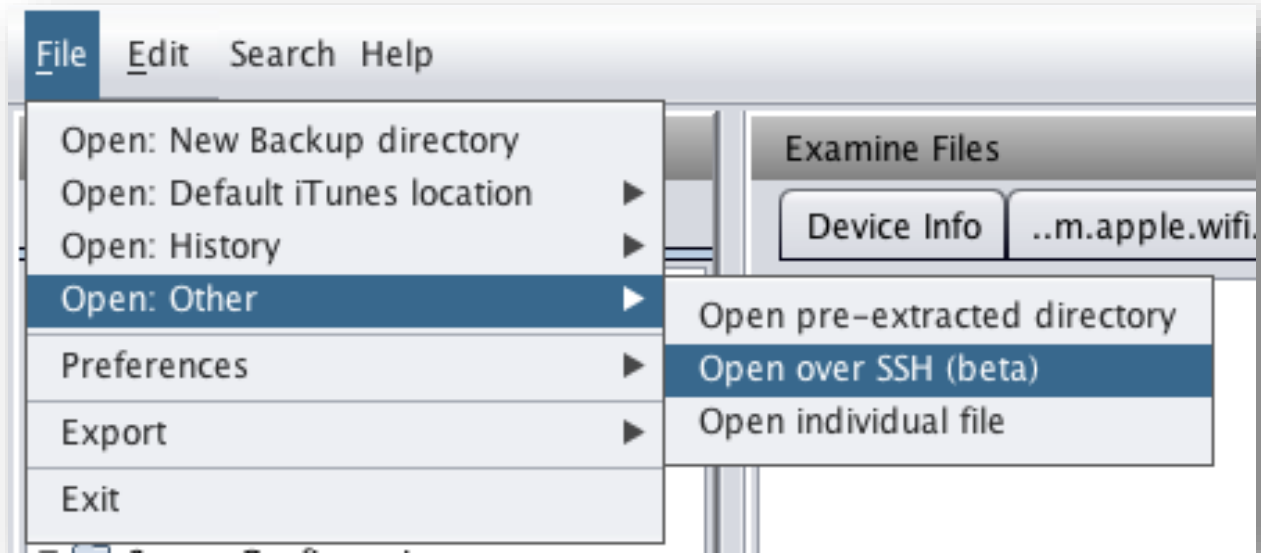 File Edit Search Help
Open: New Backup directory
Open: Default iTunes location
Open: History
Open: Other
Preferences
Export
Exit
Examine Files
Device Info
..m.apple.wifi.
Open pre-extracted directory
Open over SSH (beta)
Open individual file